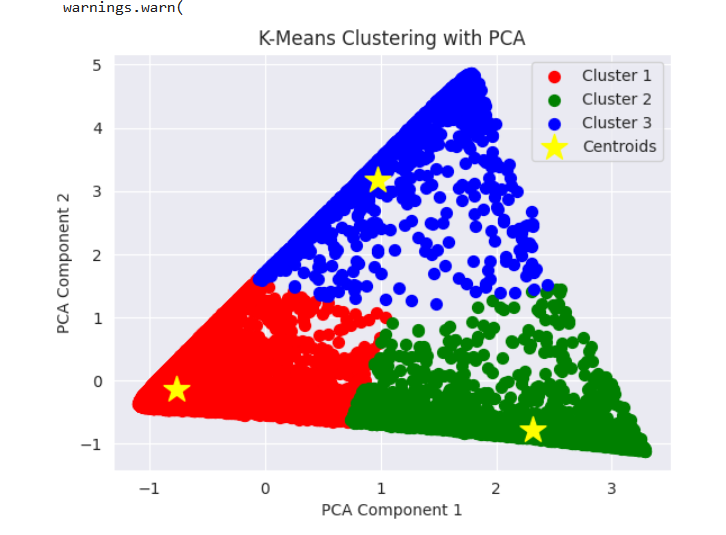 warnings.warn(
K-Means Clustering with PCA
5
4
3
2
1
0
−1
PCA Component 2
Cluster 1
Cluster 2
Cluster 3
Centroids
−1 0 1 2 3
PCA Component 1